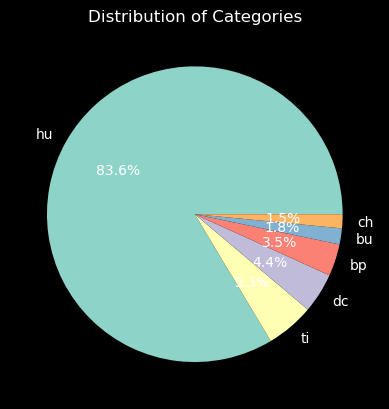 Distribution of Categories
hu
83.6%
1.5%
ch
1.8%
bu
3.5%
bp
4.4%
dc
ti